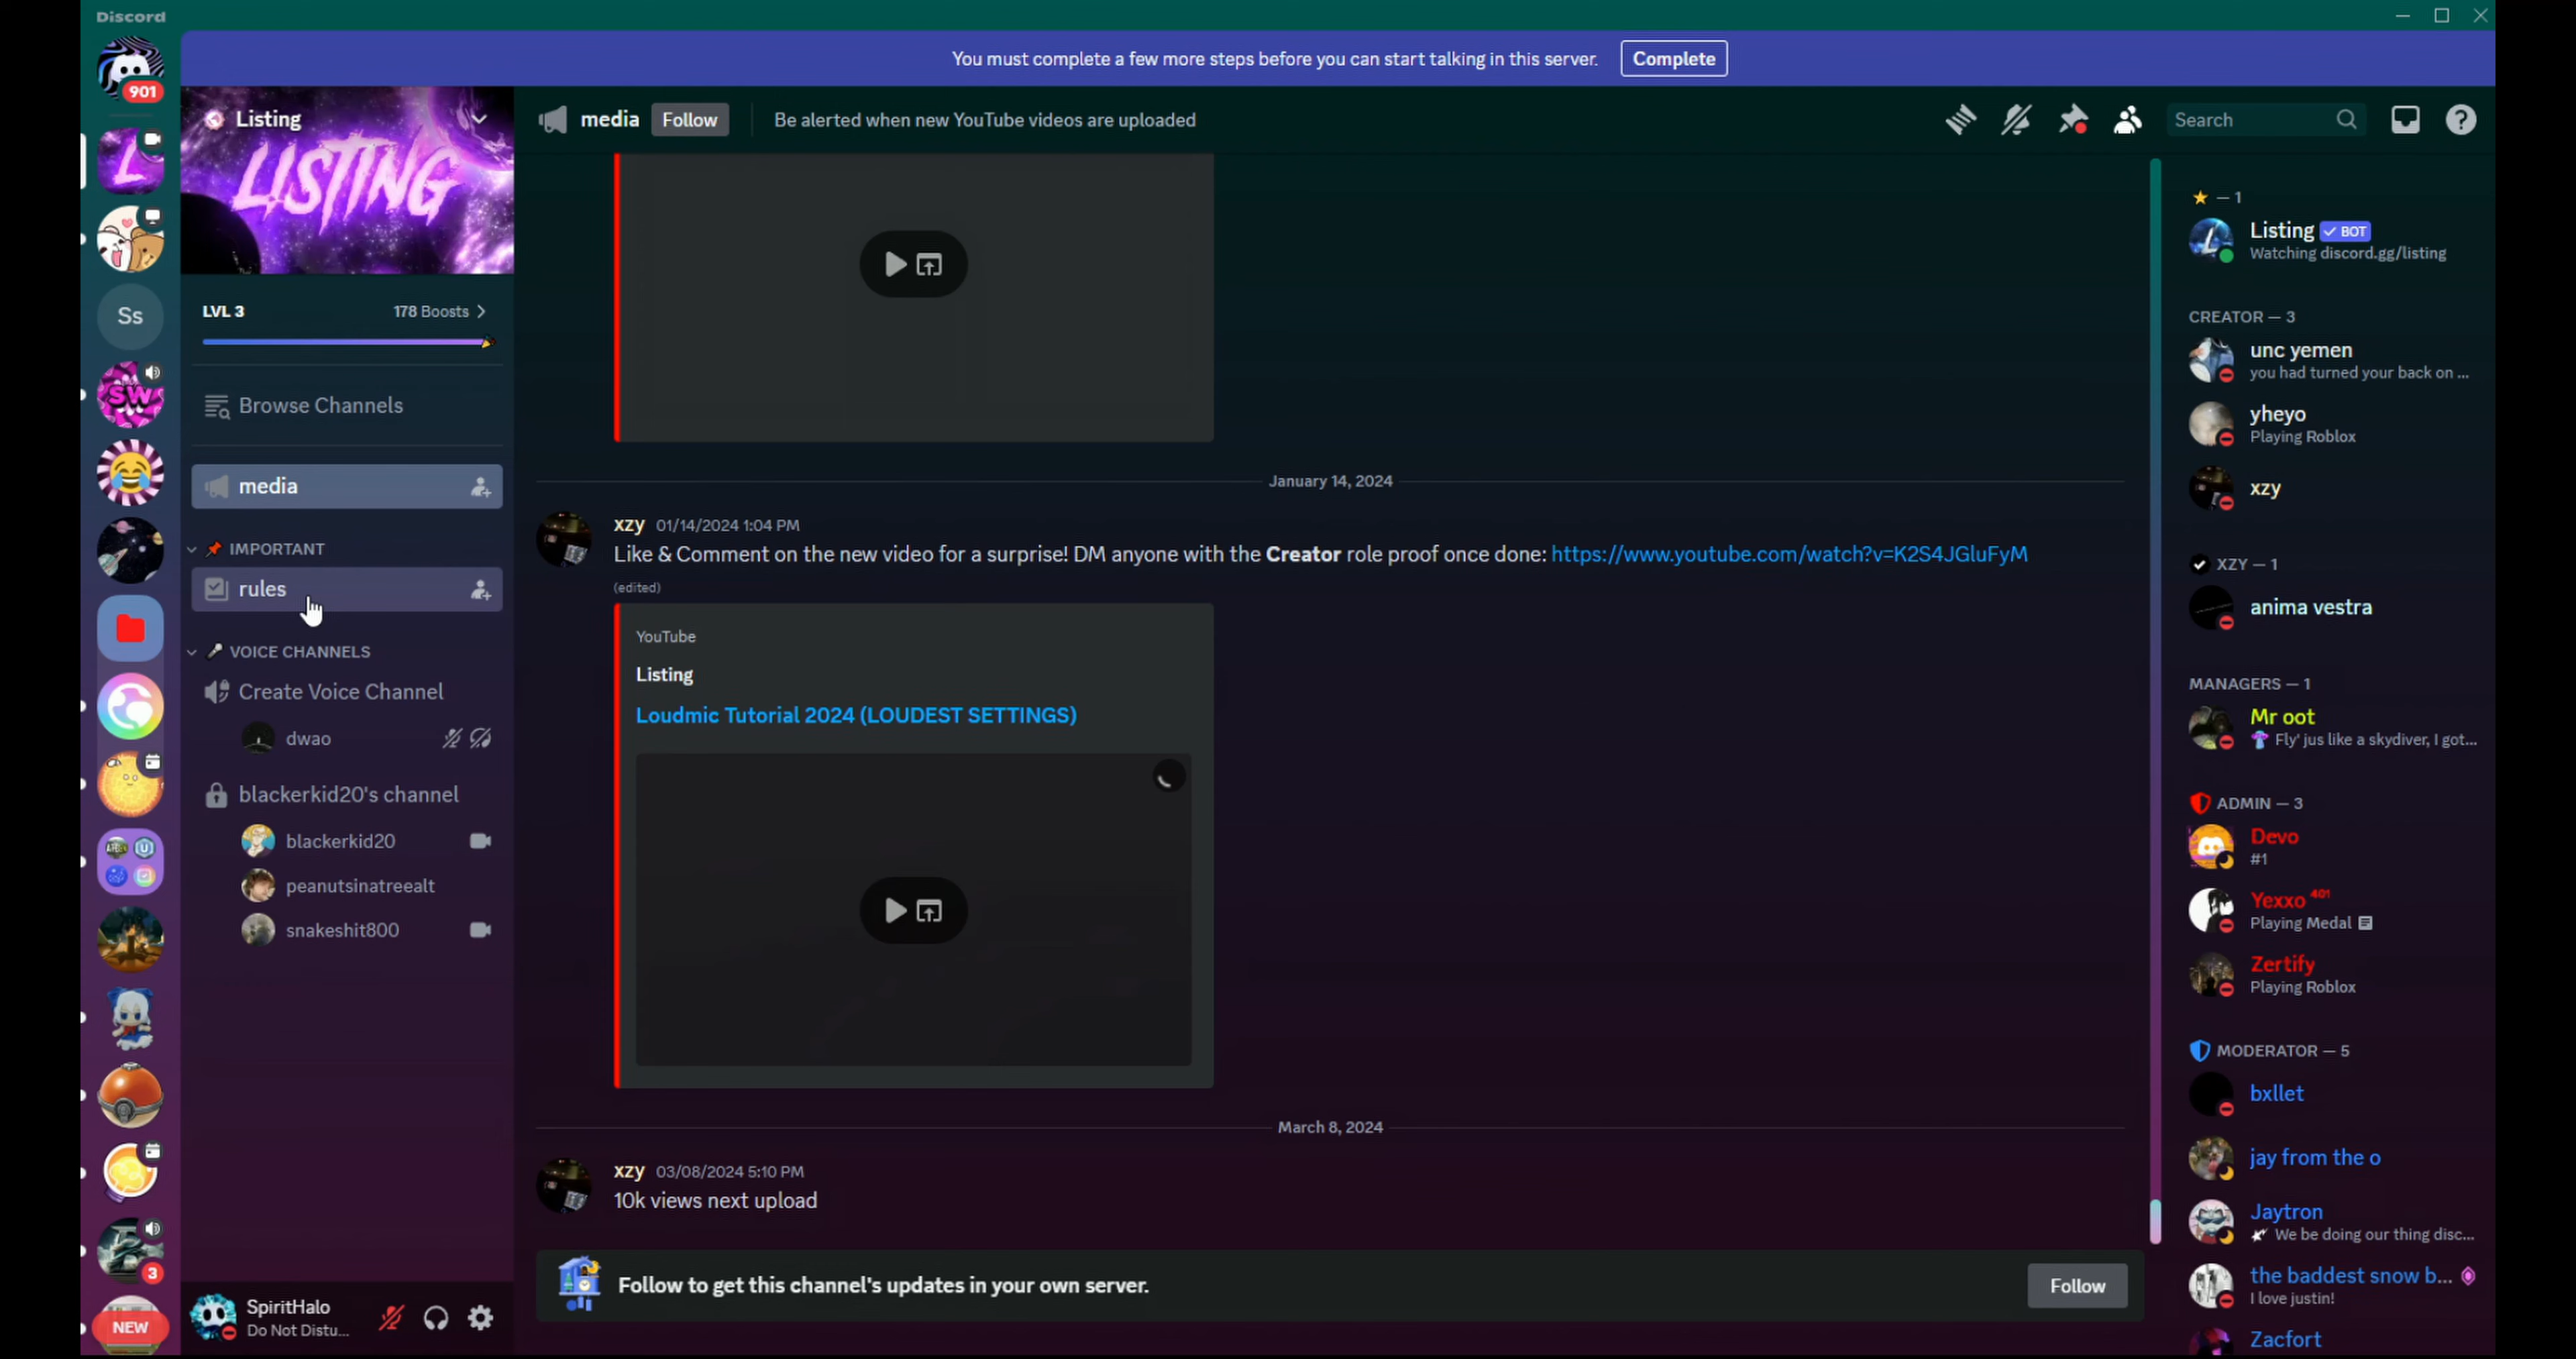 Discord
You must complete a few more steps before you can start talking in this server. Complete
901
Listing
LISTING
L
LVL 3 178 Boosts
Ss
SW
Browse Channels
media
IMPORTANT
rules
VOICE CHANNELS
Create Voice Channel
dwao
blackerkid20's channel
blackerkid20
peanutsinatreealt
snakeshit800
3
NEW
SpiritHalo
Do Not Distu...
media Follow Be alerted when new YouTube videos are uploaded
Search
January 14, 2024
xzy 01/14/2024 1:04 PM
Like & Comment on the new video for a surprise! DM anyone with the Creator role proof once done: https://www.youtube.com/watch?v=K2S4JGluFyM
(edited)
YouTube
Listing
Loudmic Tutorial 2024 (LOUDEST SETTINGS)
March 8, 2024
xzy 03/08/2024 5:10 PM
10k views next upload
Follow to get this channel's updates in your own server. Follow
— 1
Listing BOT
Watching discord.gg/listing
CREATOR — 3
unc yemen
you had turned your back on ...
yheyo
Playing Roblox
xzy
XZY — 1
anima vestra
MANAGERS — 1
Mr oot
Fly' jus like a skydiver, I got...
ADMIN — 3
Devo
#1
Yexxo 401
Playing Medal
Zertify
Playing Roblox
MODERATOR — 5
bxllet
jay from the o
Jaytron
We be doing our thing disc...
the baddest snow b...
I love justin!
Zacfort